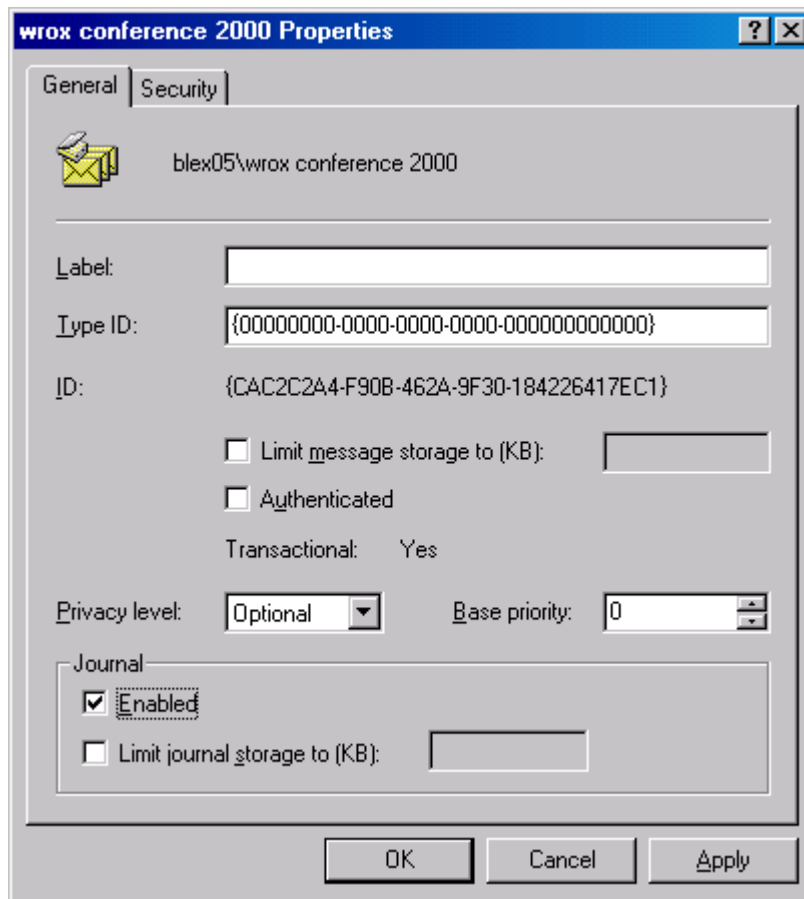 wrox conference 2000 Properties
General Security
blex05\wrox conference 2000
Label:
Type ID: {00000000-0000-0000-0000-000000000000}
ID: {CAC2C2A4-F90B-462A-9F30-184226417EC1}
Limit message storage to (KB):
Authenticated
Transactional: Yes
Privacy level: Optional Base priority: 0
Journal
Enabled
Limit journal storage to (KB):
OK Cancel Apply